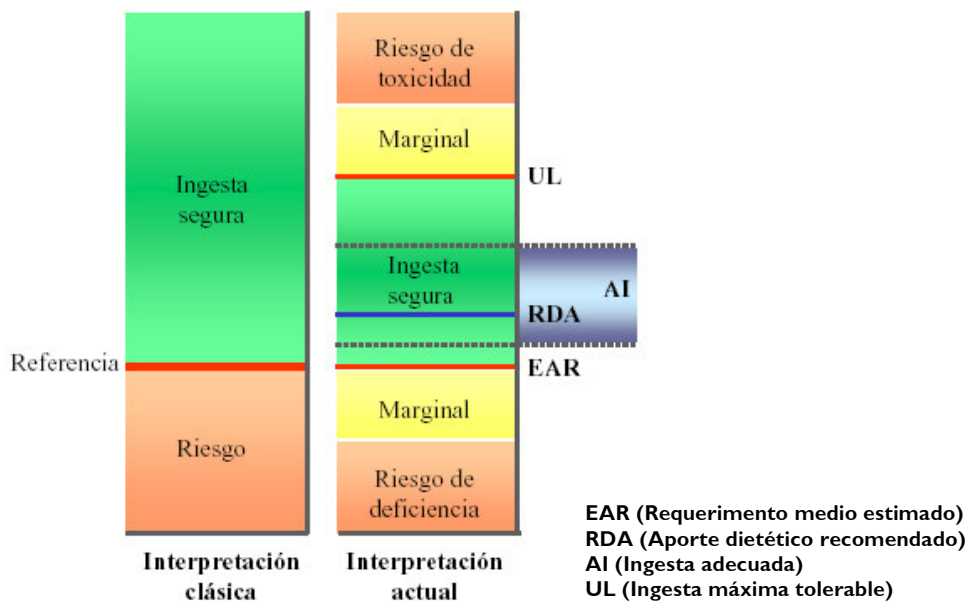 Riesgo de
toxicidad
Marginal
UL
Ingesta
segura
Ingesta
segura
AI
RDA
Referencia
EAR
Marginal
Riesgo
Riesgo de
deficiencia
Interpretación
clásica
Interpretación
actual
EAR (Requerimento medio estimado)
RDA (Aporte dietético recomendado)
AI (Ingesta adecuada)
UL (Ingesta máxima tolerable)